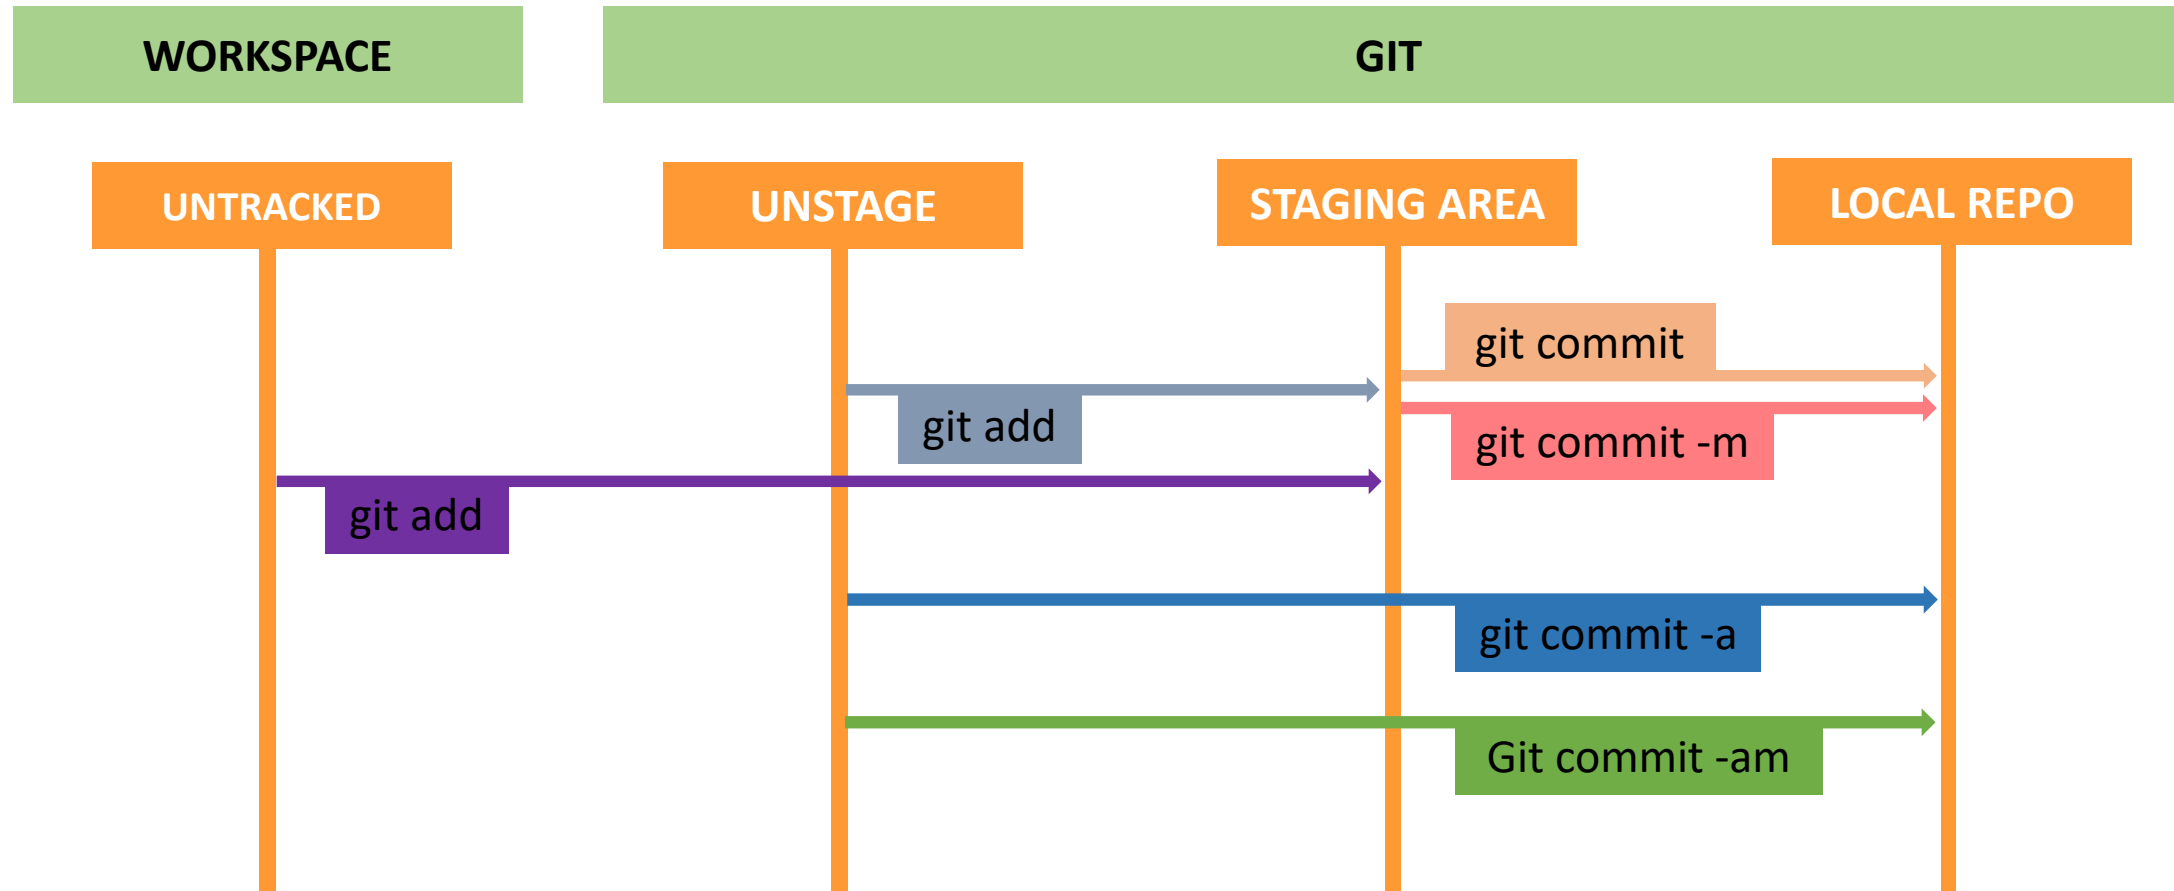 WORKSPACE
GIT
UNTRACKED
UNSTAGE
STAGING AREA
LOCAL REPO
git commit
git add
git commit -m
git add
git commit -a
Git commit -am